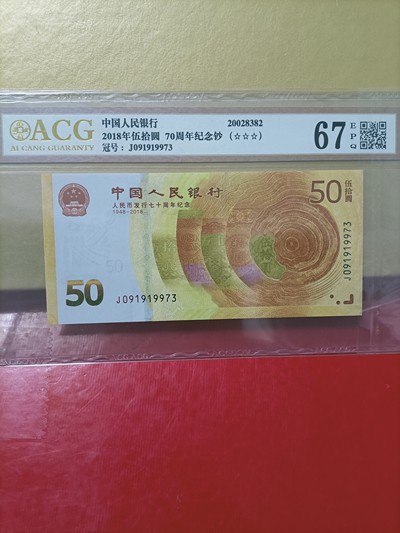 ACG
AI CANG GUARANTY
中国人民银行 20028382
2018年伍拾圆 70周年纪念钞 (☆☆☆)
冠号: J091919973
67 EPQ
中国人民银行
人民币发行七十周年纪念
1948-2018
50 伍拾圆
J091919973
50
50
J091919973